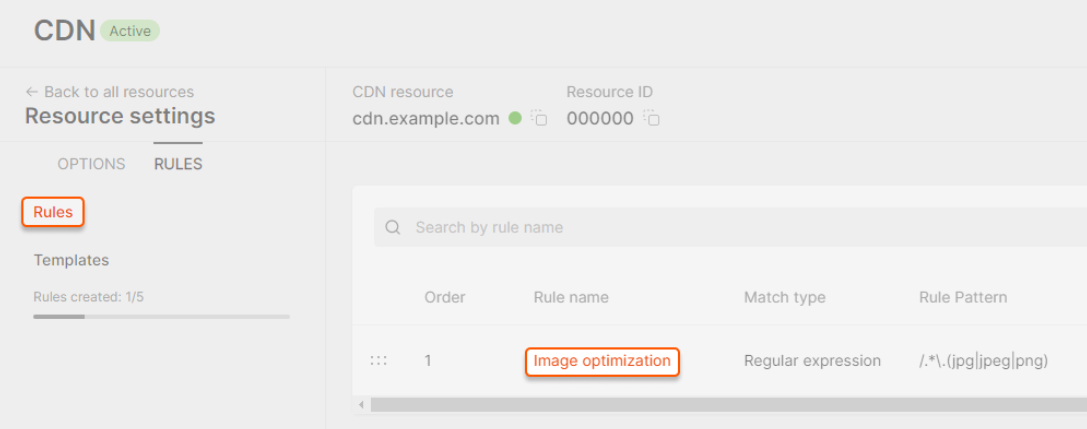 CDN Active
← Back to all resources
Resource settings
OPTIONS RULES
Rules
Templates
Rules created: 1/5
CDN resource Resource ID
cdn.example.com 000000
Search by rule name
Order Rule name Match type Rule Pattern
1 Image optimization Regular expression /.*\.(jpg|jpeg|png)